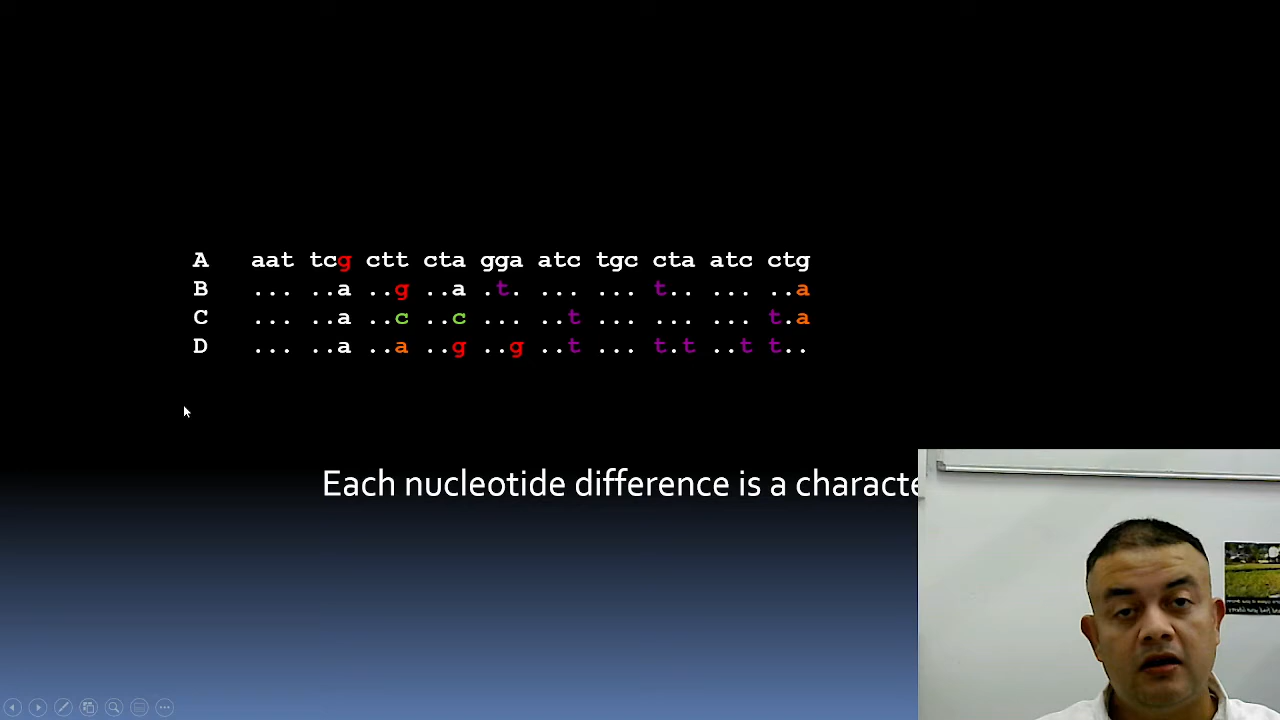 A aat tcg ctt cta gga atc tgc cta atc ctg
B ... ..a ..g ..a .t. ... ... t.. ... ..a
C ... ..a ..c ..c ... ..t ... ... ... t.a
D ... ..a ..a ..g ..g ..t ... t.t ..t t..
Each nucleotide difference is a characte